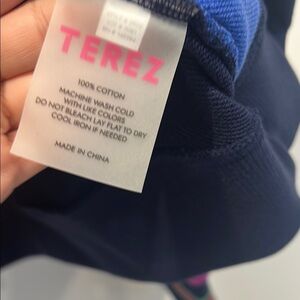 TEREZ
100% COTTON
MACHINE WASH COLD
WITH LIKE COLORS
DO NOT BLEACH LAY FLAT TO DRY
COOL IRON IF NEEDED
MADE IN CHINA